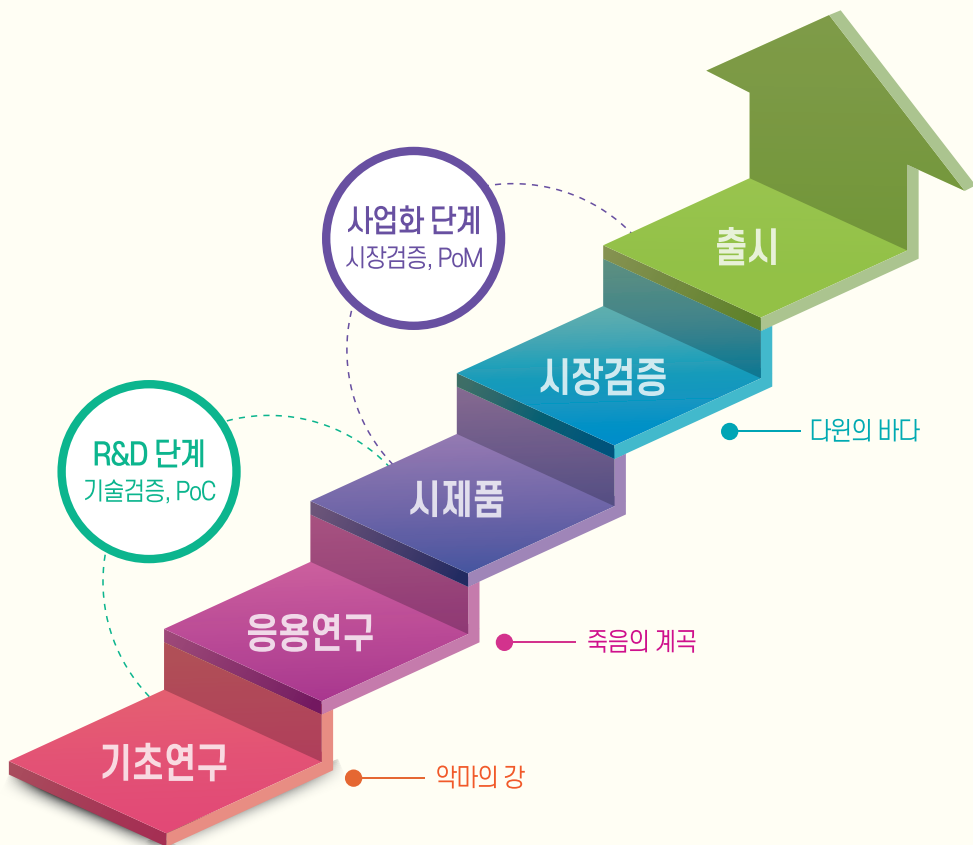 사업화 단계
시장검증, PoM
출시
시장검증
다윈의 바다
R&D 단계
기술검증, PoC
시제품
응용연구
죽음의 계곡
기초연구
악마의 강